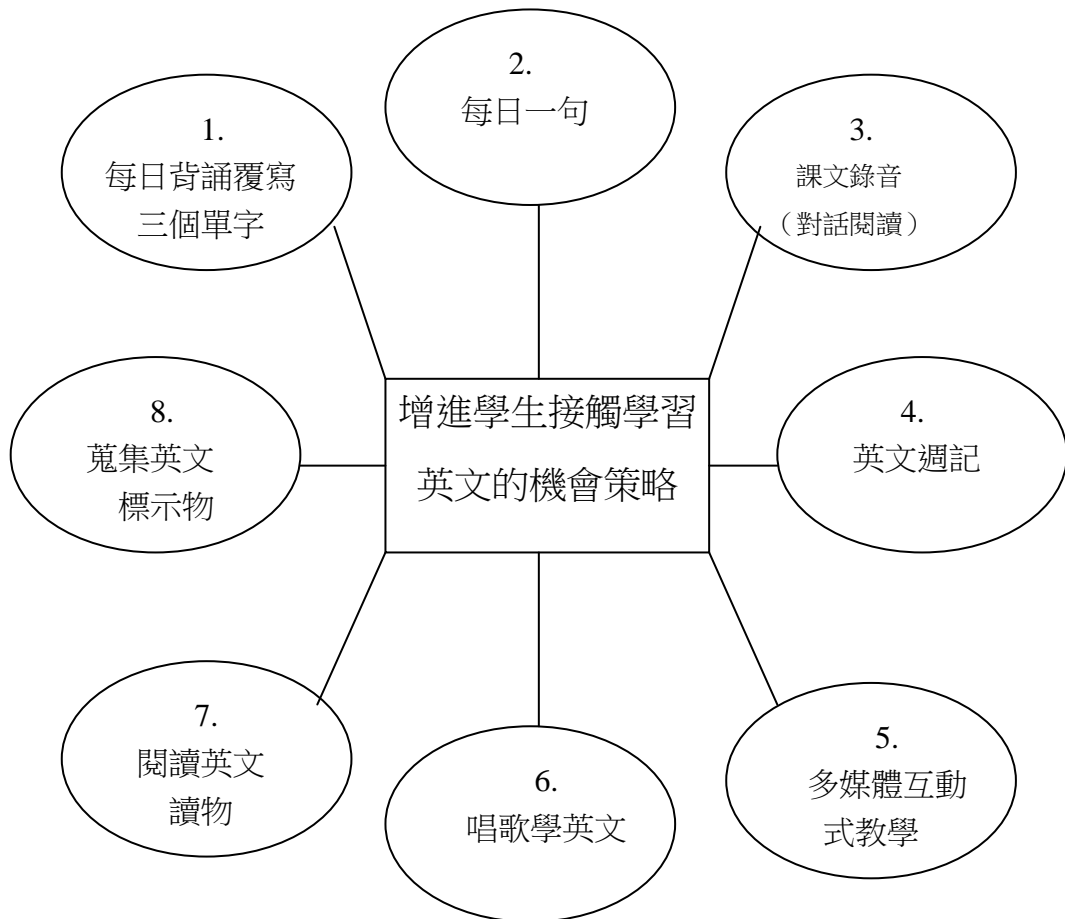 1.
每日背誦覆寫
三個單字
2.
每日一句
3.
課文錄音
（對話閱讀）
增進學生接觸學習
英文的機會策略
4.
英文週記
5.
多媒體互動
式教學
6.
唱歌學英文
7.
閱讀英文
讀物
8.
蒐集英文
標示物